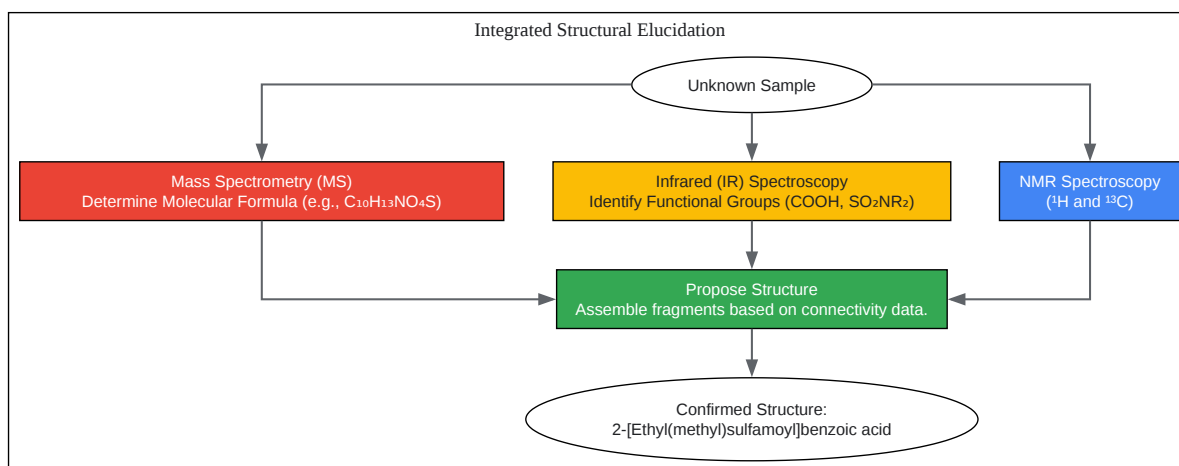 Integrated Structural Elucidation
Unknown Sample
Mass Spectrometry (MS)
Determine Molecular Formula (e.g., C₁₀H₁₃NO₄S)
Infrared (IR) Spectroscopy
Identify Functional Groups (COOH, SO₂NR₂)
NMR Spectroscopy
(¹H and ¹³C)
Propose Structure
Assemble fragments based on connectivity data.
Confirmed Structure:
2-[Ethyl(methyl)sulfamoyl]benzoic acid